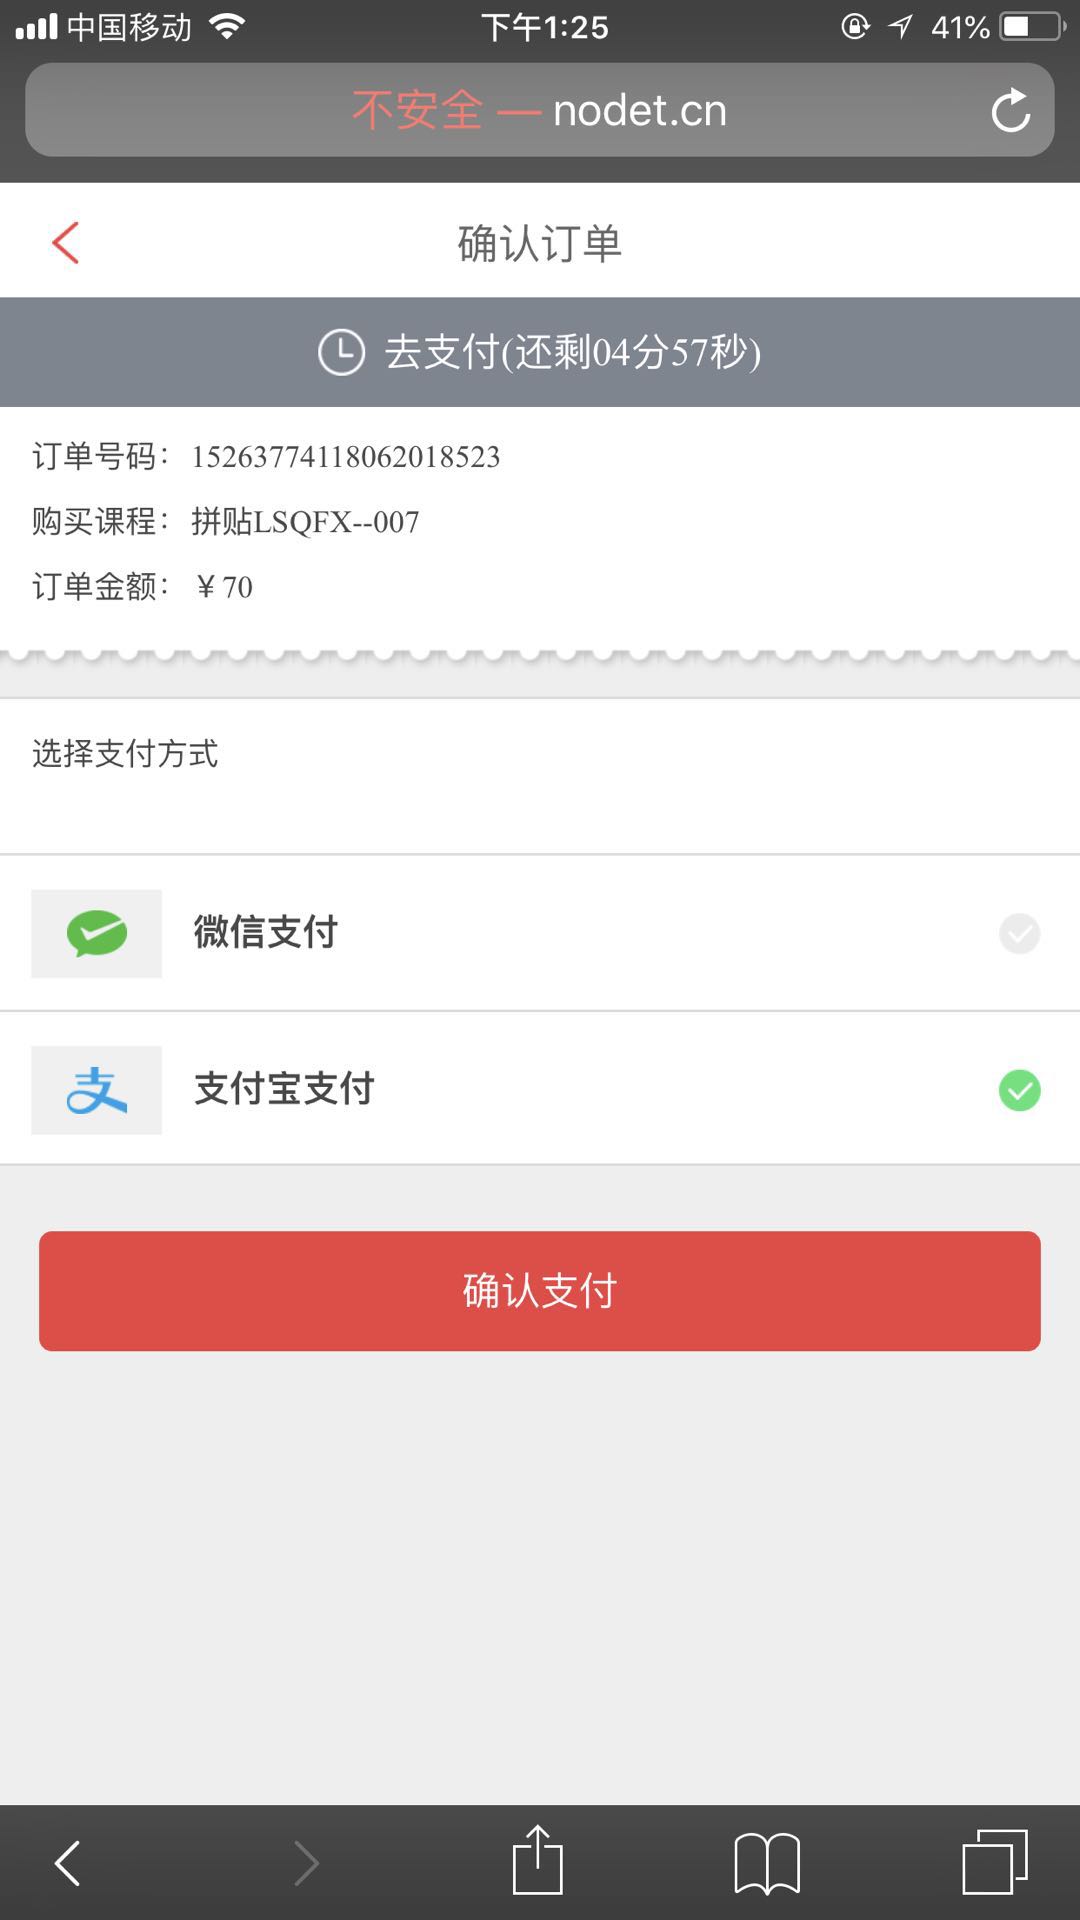 中国移动 下午1:25 41%
不安全 — nodet.cn
确认订单
去支付(还剩04分57秒)
订单号码： 15263774118062018523
购买课程： 拼贴LSQFX--007
订单金额： ￥70
选择支付方式
微信支付
支 支付宝支付
确认支付